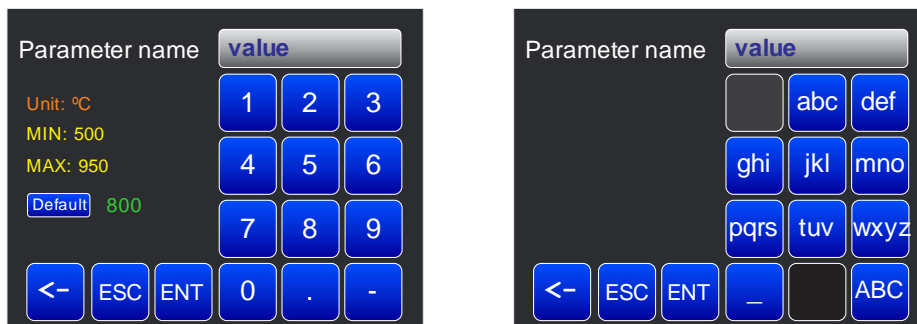 Parameter name value
Unit: ºC
MIN: 500
MAX: 950
Default 800
1 2 3
4 5 6
7 8 9
<- ESC ENT 0 . -
Parameter name value
abc def
ghi jkl mno
pqrs tuv wxyz
<- ESC ENT _ ABC